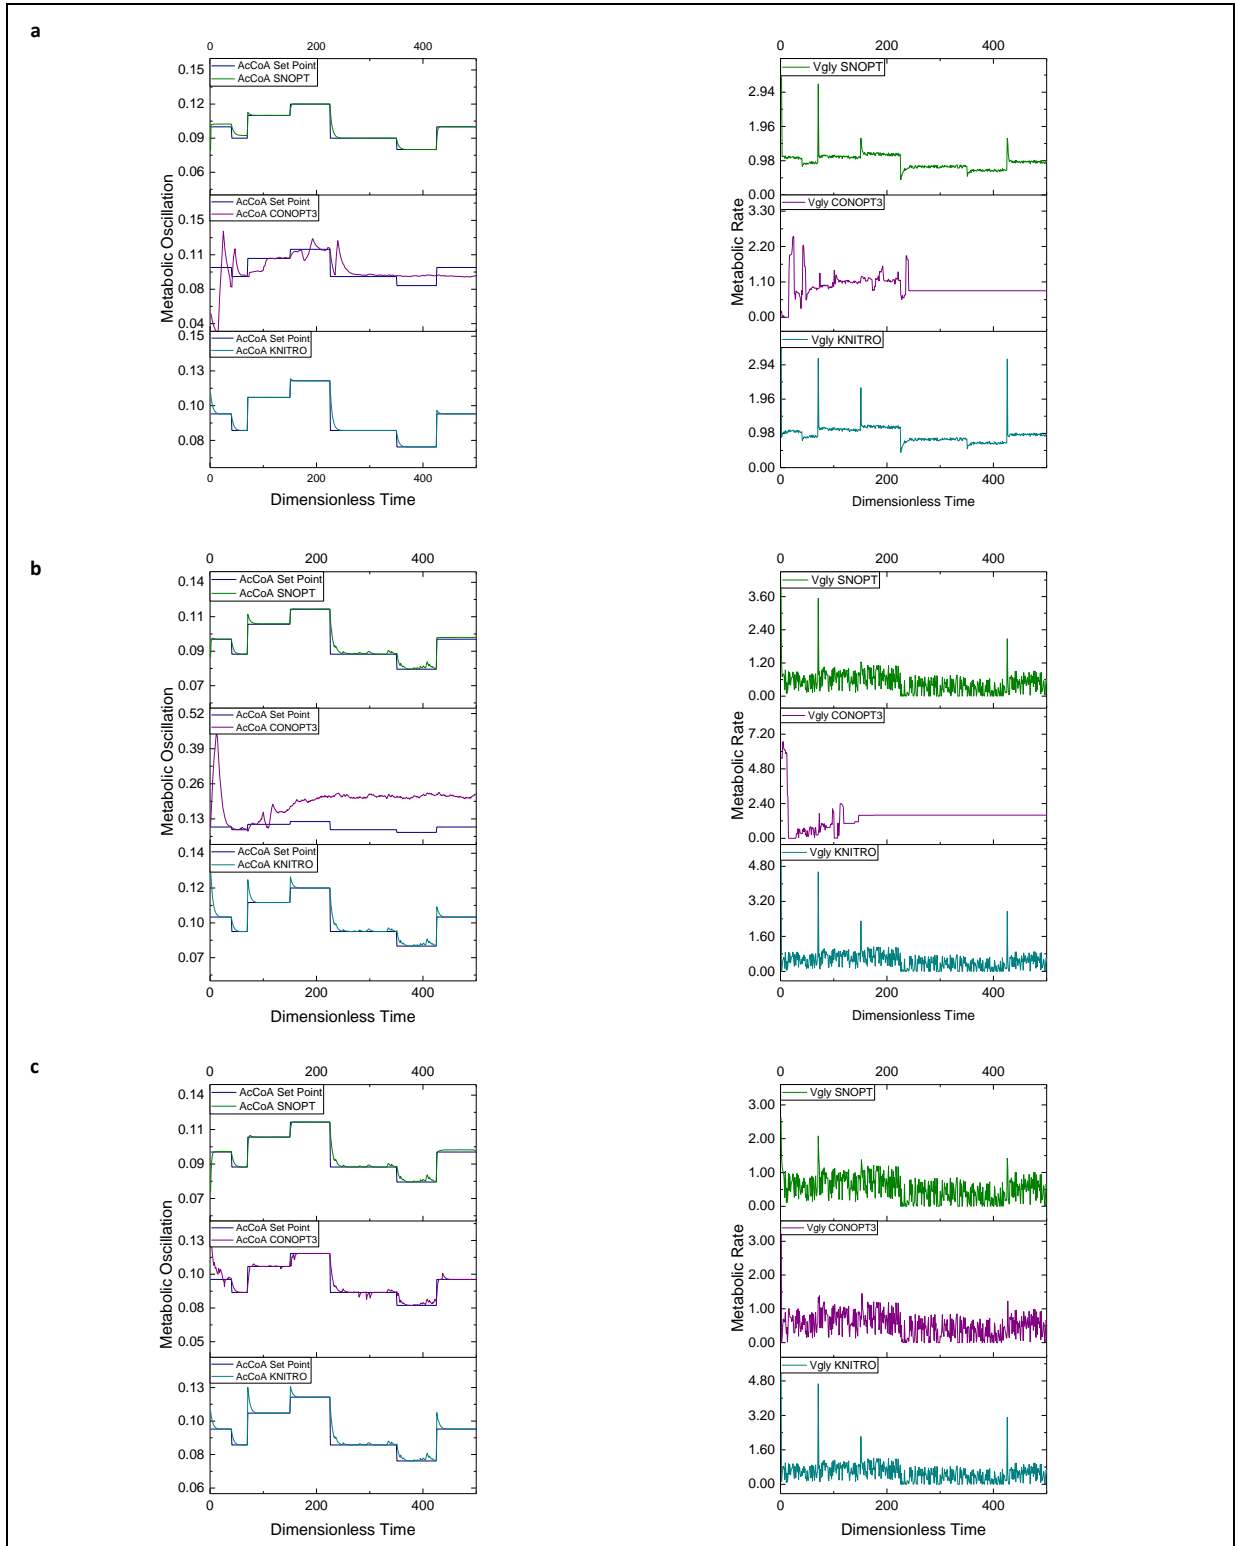 a
0 200 400
AcCoA Set Point
AcCoA SNOPT
0.15
0.12
0.09
0.06
AcCoA Set Point
AcCoA CONOPT3
0.15
0.11
0.08
0.04
AcCoA Set Point
AcCoA KNITRO
0.15
0.13
0.10
0.08
Metabolic Oscillation
0 200 400
Dimensionless Time
0 200 400
Vgly SNOPT
2.94
1.96
0.98
0.00
Vgly CONOPT3
3.30
2.20
1.10
0.00
Vgly KNITRO
2.94
1.96
0.98
0.00
Metabolic Rate
0 200 400
Dimensionless Time
b
0 200 400
AcCoA Set Point
AcCoA SNOPT
0.14
0.11
0.09
0.07
AcCoA Set Point
AcCoA CONOPT3
0.52
0.39
0.26
0.13
AcCoA Set Point
AcCoA KNITRO
0.14
0.12
0.10
0.07
Metabolic Oscillation
0 200 400
Dimensionless Time
0 200 400
Vgly SNOPT
3.60
2.40
1.20
0.00
Vgly CONOPT3
7.20
4.80
2.40
0.00
Vgly KNITRO
4.80
3.20
1.60
0.00
Metabolic Rate
0 200 400
Dimensionless Time
c
0 200 400
AcCoA Set Point
AcCoA SNOPT
0.14
0.11
0.09
0.07
AcCoA Set Point
AcCoA CONOPT3
0.13
0.10
0.08
0.05
AcCoA Set Point
AcCoA KNITRO
0.13
0.10
0.08
0.06
Metabolic Oscillation
0 200 400
Dimensionless Time
0 200 400
Vgly SNOPT
3.00
2.00
1.00
0.00
Vgly CONOPT3
3.00
2.00
1.00
0.00
Vgly KNITRO
4.80
3.20
1.60
0.00
Metabolic Rate
0 200 400
Dimensionless Time